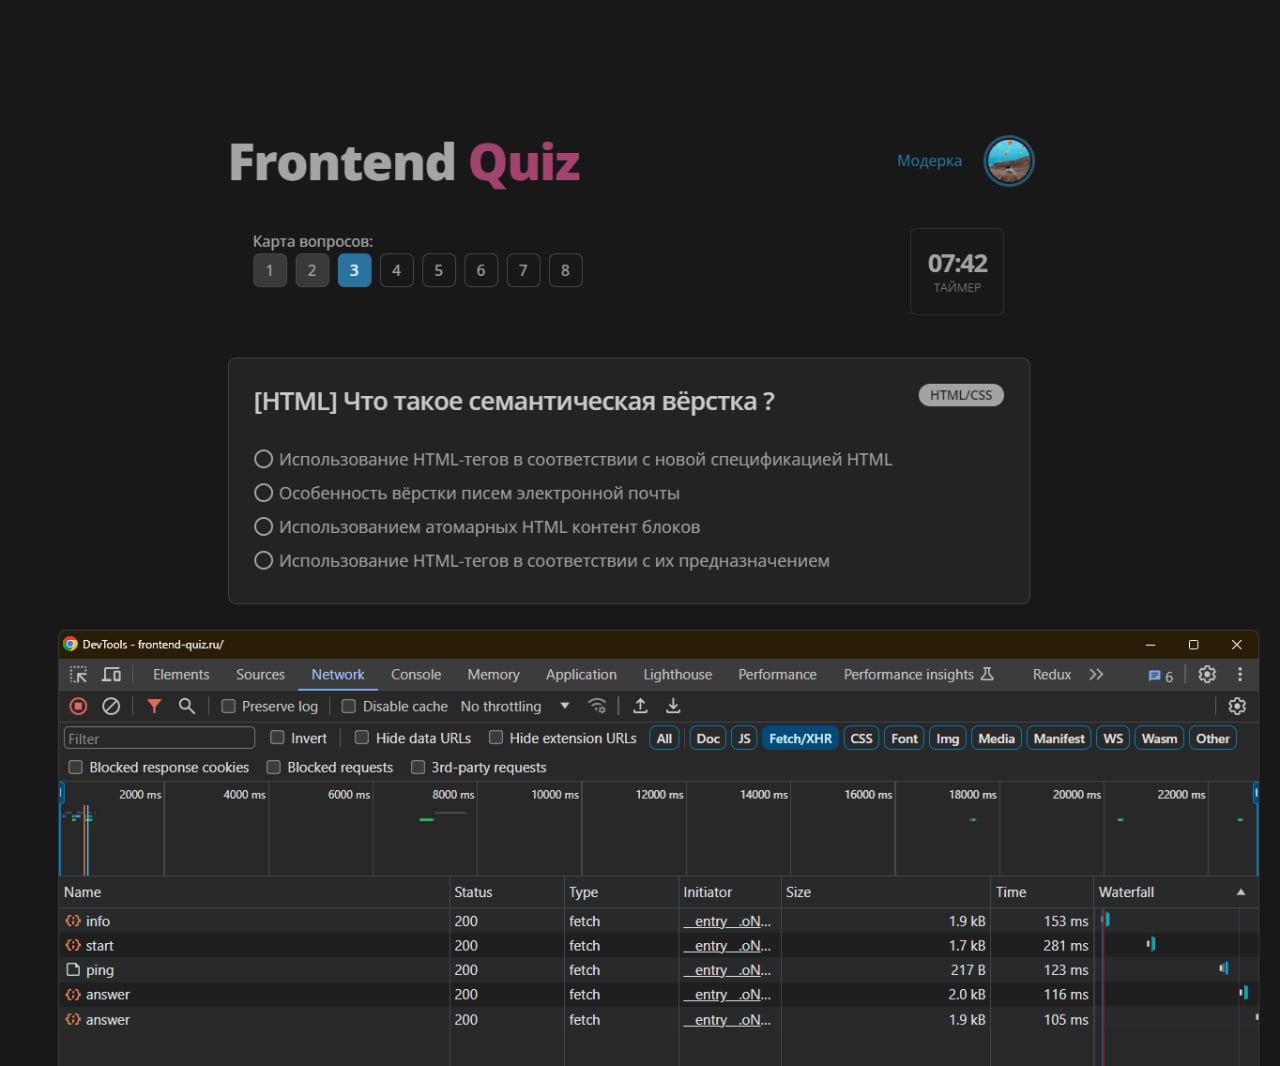 Frontend Quiz
Модерка
Карта вопросов:
1 2 3 4 5 6 7 8
07:42
ТАЙМЕР
[HTML] Что такое семантическая вёрстка ?
HTML/CSS
Использование HTML-тегов в соответствии с новой спецификацией HTML
Особенность вёрстки писем электронной почты
Использованием атомарных HTML контент блоков
Использование HTML-тегов в соответствии с их предназначением
DevTools - frontend-quiz.ru/
Elements Sources Network Console Memory Application Lighthouse Performance Performance insights Redux 6
Preserve log Disable cache No throttling
Filter Invert Hide data URLs Hide extension URLs All Doc JS Fetch/XHR CSS Font Img Media Manifest WS Wasm Other
Blocked response cookies Blocked requests 3rd-party requests
2000 ms 4000 ms 6000 ms 8000 ms 10000 ms 12000 ms 14000 ms 16000 ms 18000 ms 20000 ms 22000 ms
Name Status Type Initiator Size Time Waterfall
info 200 fetch __entry__.oN... 1.9 kB 153 ms
start 200 fetch __entry__.oN... 1.7 kB 281 ms
ping 200 fetch __entry__.oN... 217 B 123 ms
answer 200 fetch __entry__.oN... 2.0 kB 116 ms
answer 200 fetch __entry__.oN... 1.9 kB 105 ms